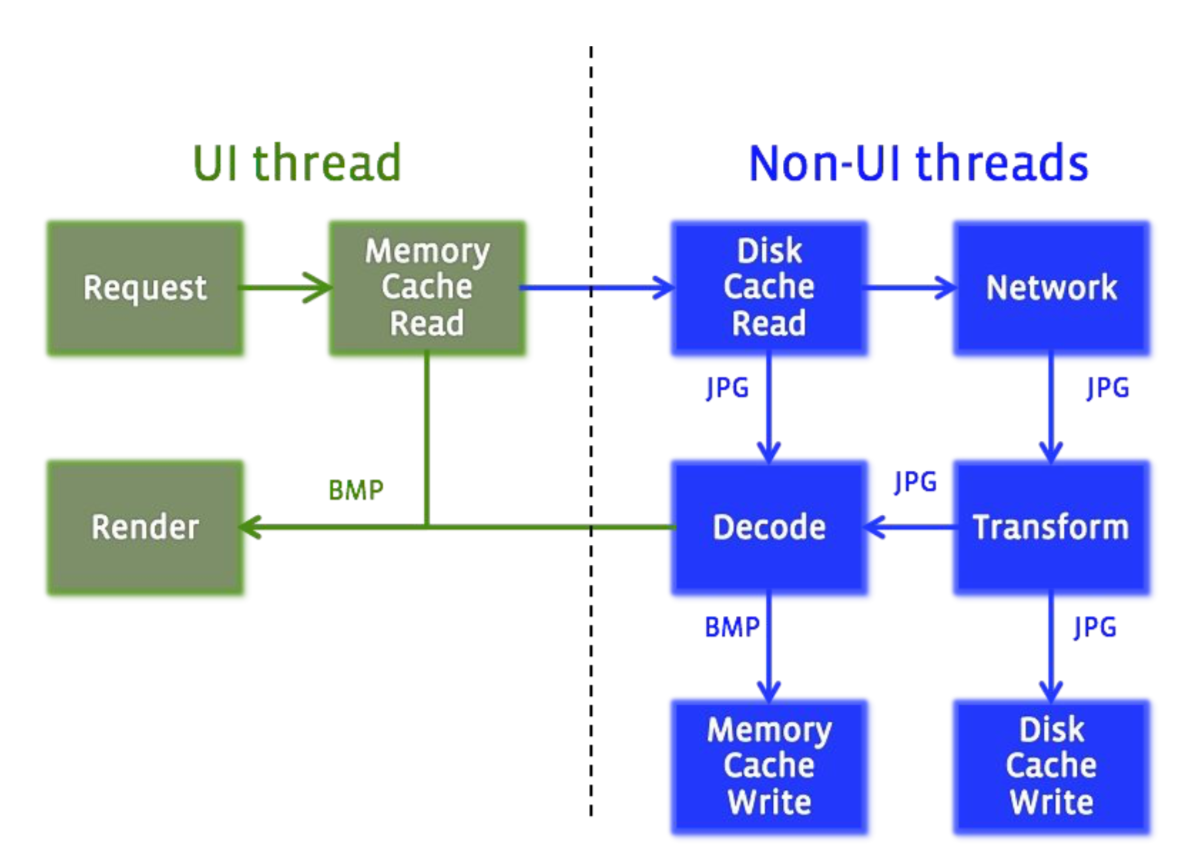 UI thread
Non-UI threads
Request
Memory
Cache
Read
Disk
Cache
Read
Network
JPG
JPG
Render
BMP
Decode
JPG
Transform
BMP
JPG
Memory
Cache
Write
Disk
Cache
Write